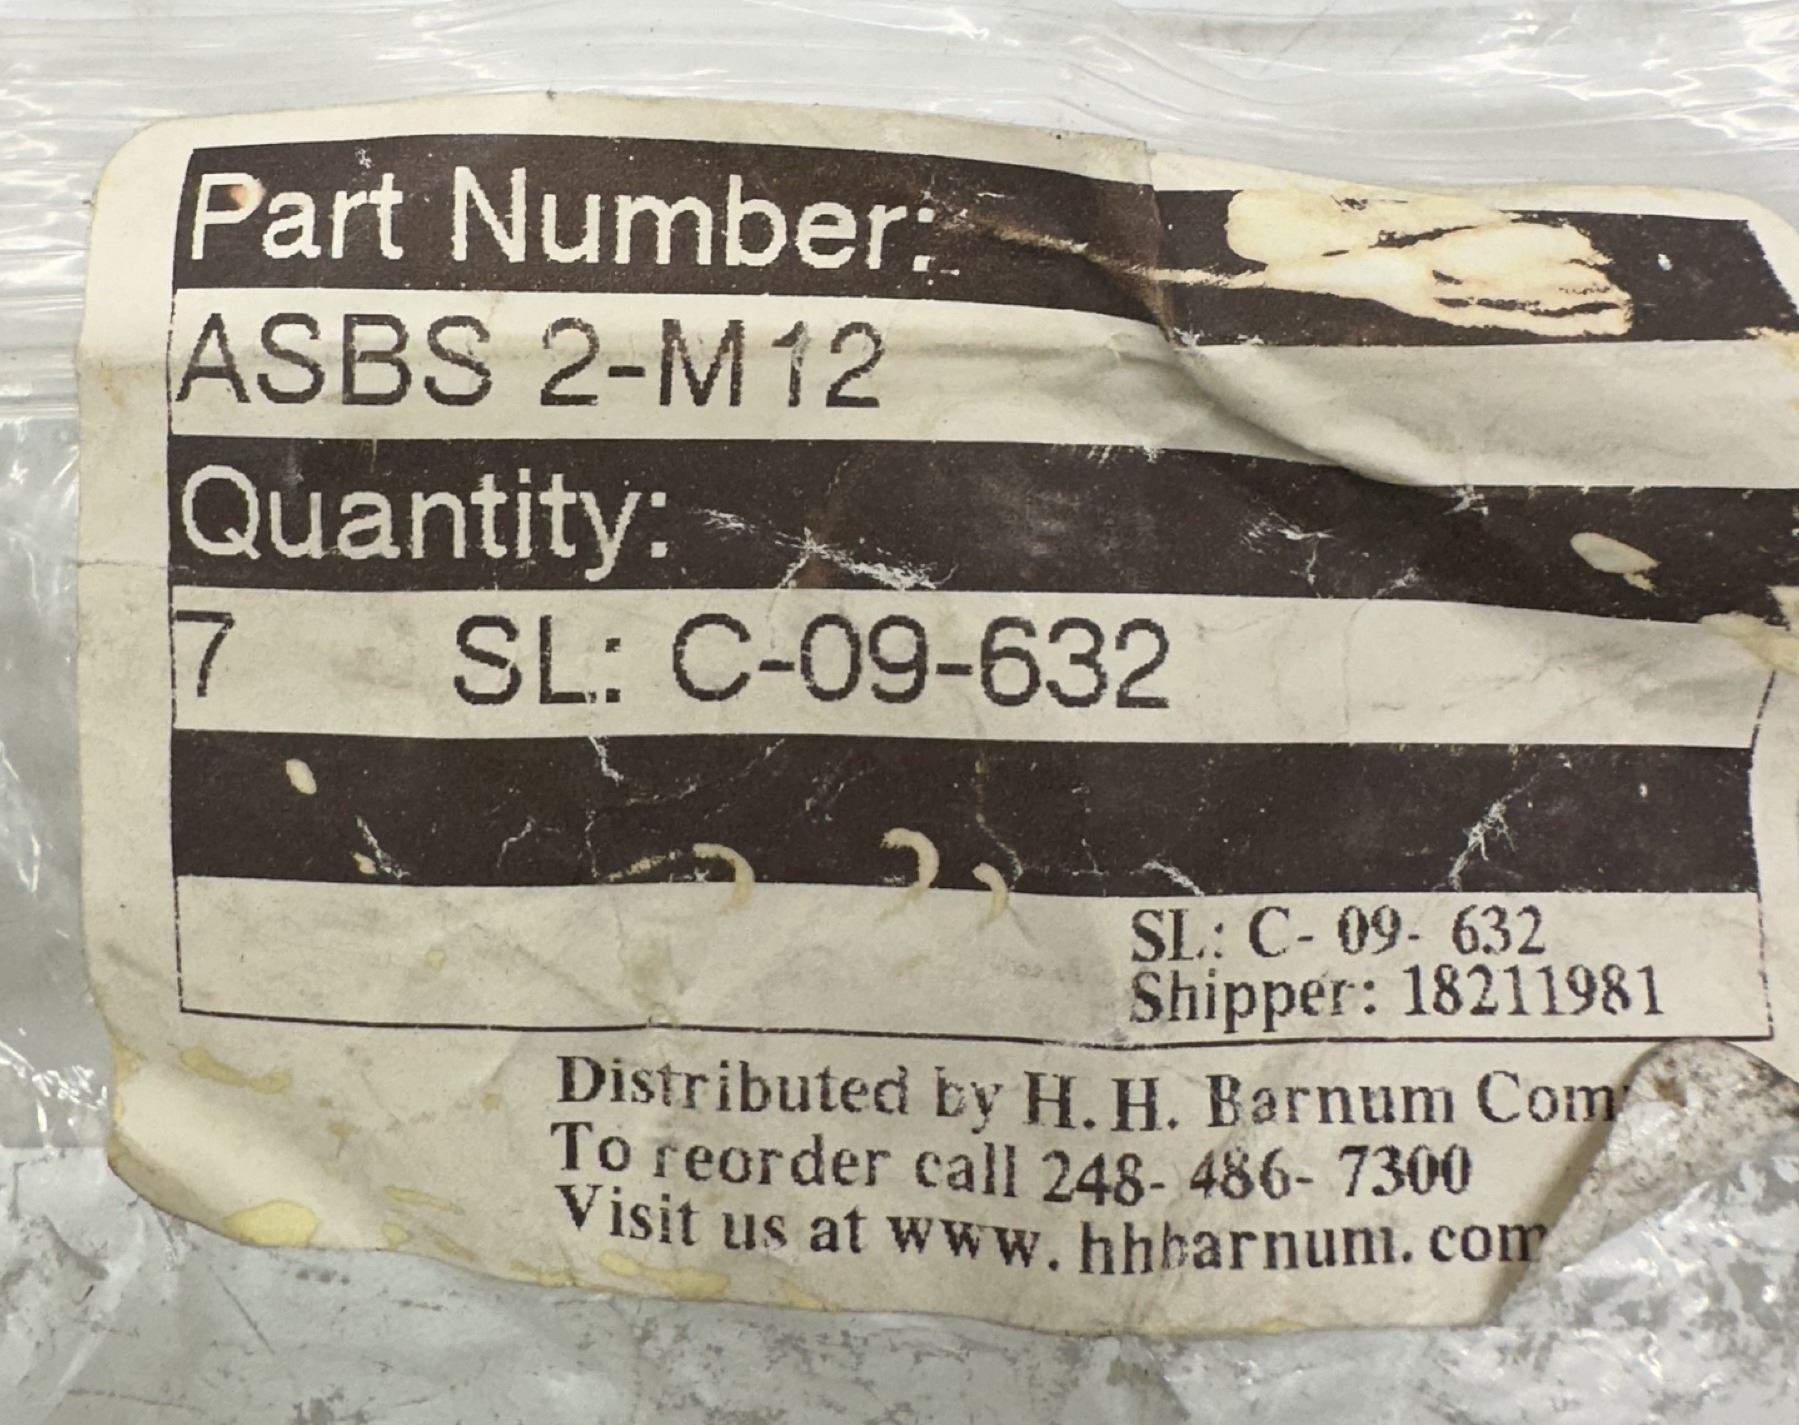 Part Number:
ASBS 2-M12
Quantity:
7 SL: C-09-632
SL: C- 09- 632
Shipper: 18211981
Distributed by H. H. Barnum Com
To reorder call 248- 486- 7300
Visit us at www. hhbarnum. com